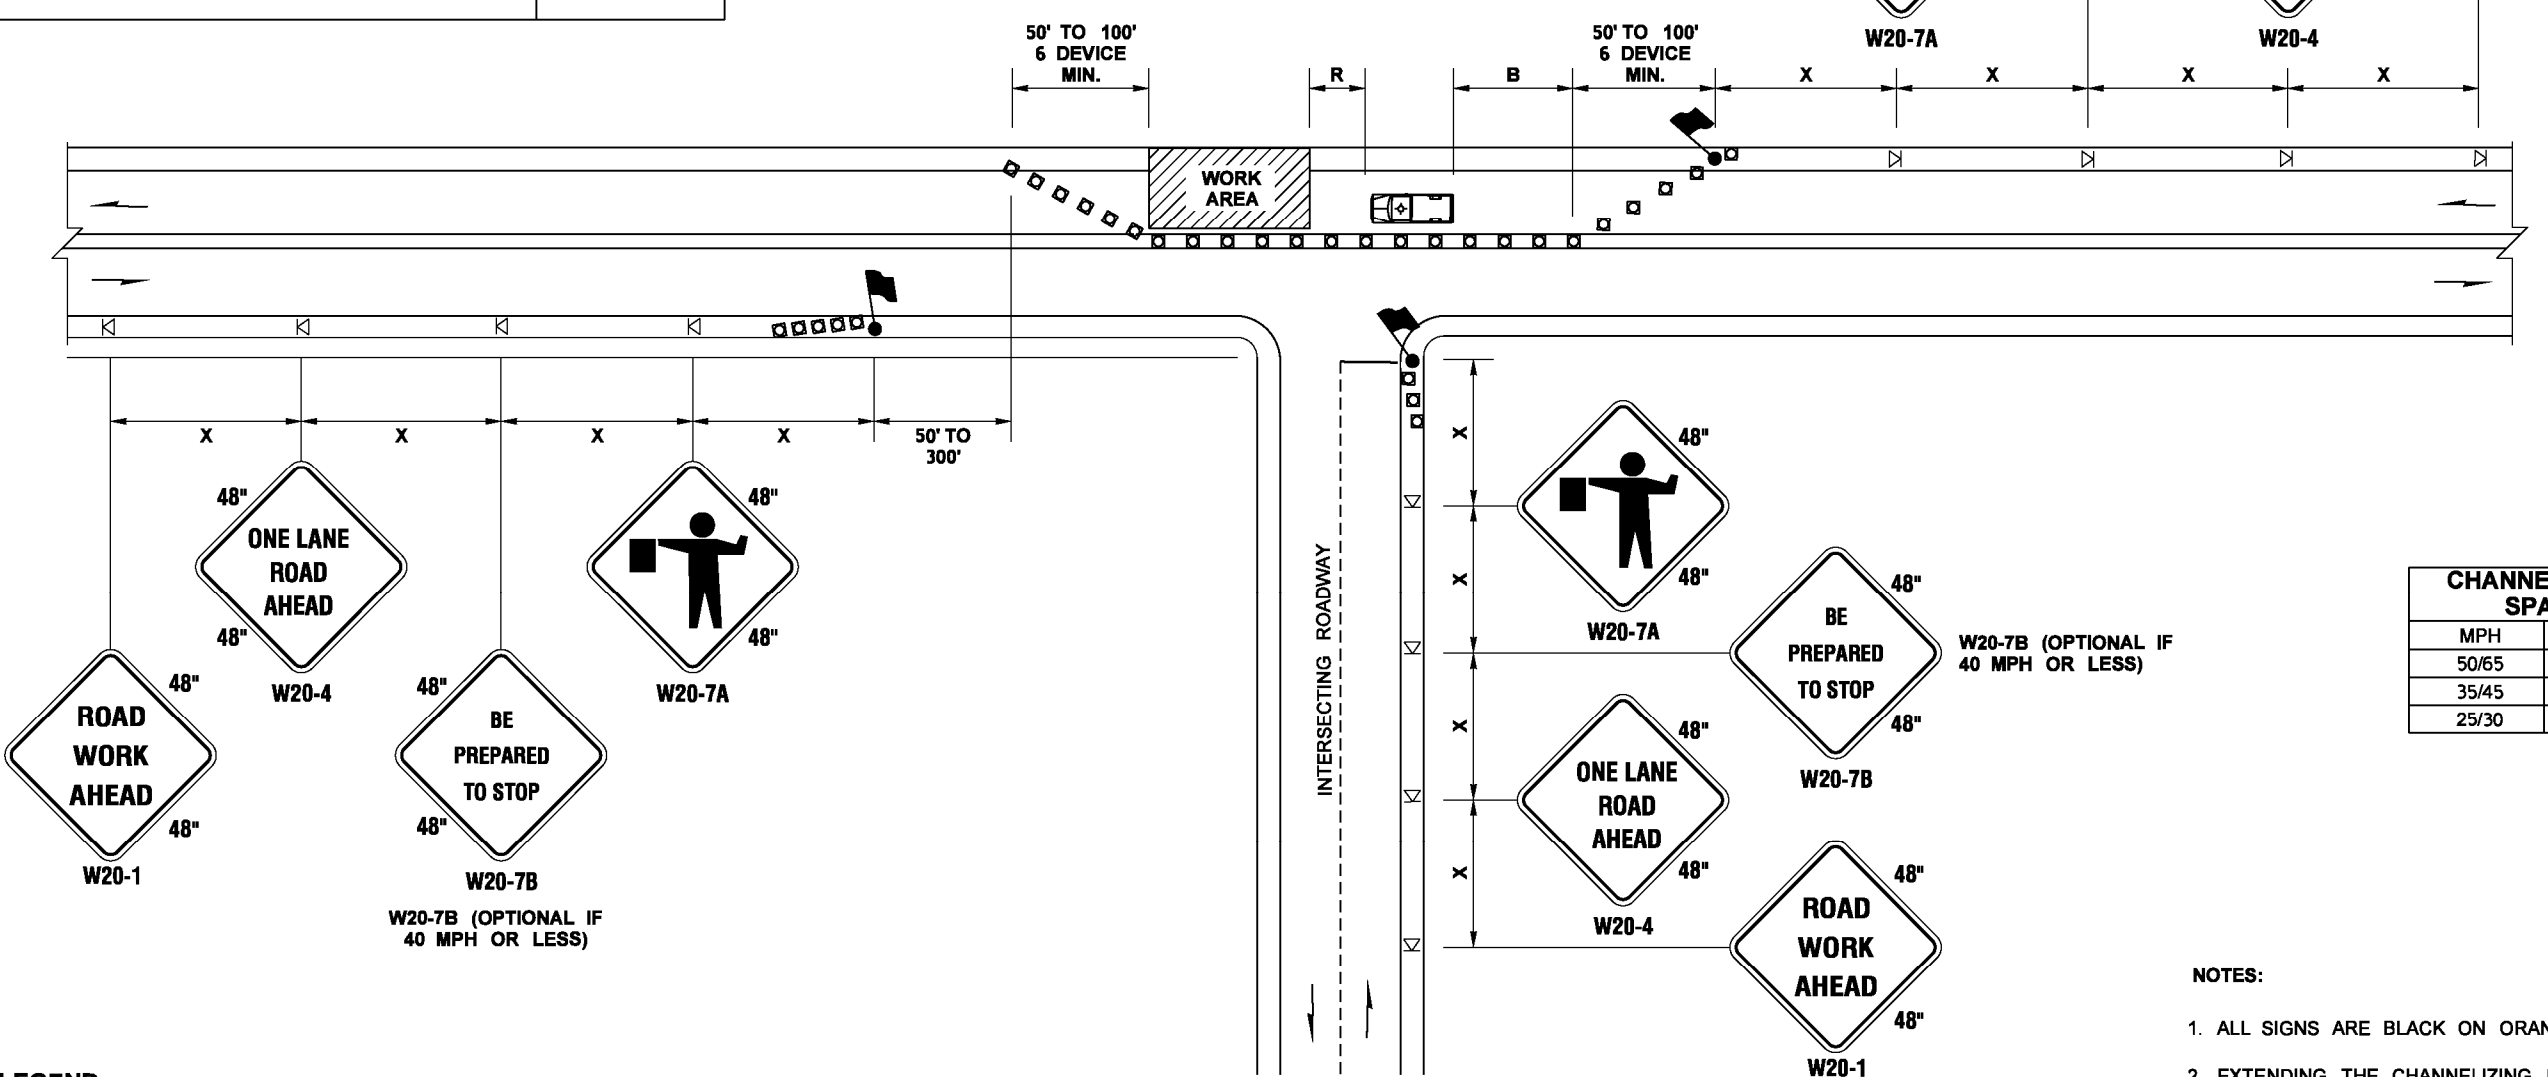 W20-7A
W20-4
50' TO 100'
6 DEVICE
MIN.
R
B
50' TO 100'
6 DEVICE
MIN.
X
X
X
X
WORK
AREA
X
X
X
X
50' TO
300'
48"
ONE LANE
ROAD
AHEAD
48"
W20-4
48"
48"
W20-7A
ROAD
WORK
AHEAD
48"
48"
W20-1
48"
BE
PREPARED
TO STOP
48"
W20-7B
W20-7B (OPTIONAL IF
40 MPH OR LESS)
INTERSECTING ROADWAY
X
X
X
X
48"
48"
W20-7A
48"
BE
PREPARED
TO STOP
48"
W20-7B
W20-7B (OPTIONAL IF
40 MPH OR LESS)
48"
ONE LANE
ROAD
AHEAD
48"
W20-4
48"
ROAD
WORK
AHEAD
48"
W20-1
CHANNE
SPA
MPH
50/65
35/45
25/30
NOTES:
1. ALL SIGNS ARE BLACK ON ORAN
2. EXTENDING THE CHANNELIZING
LEGEND